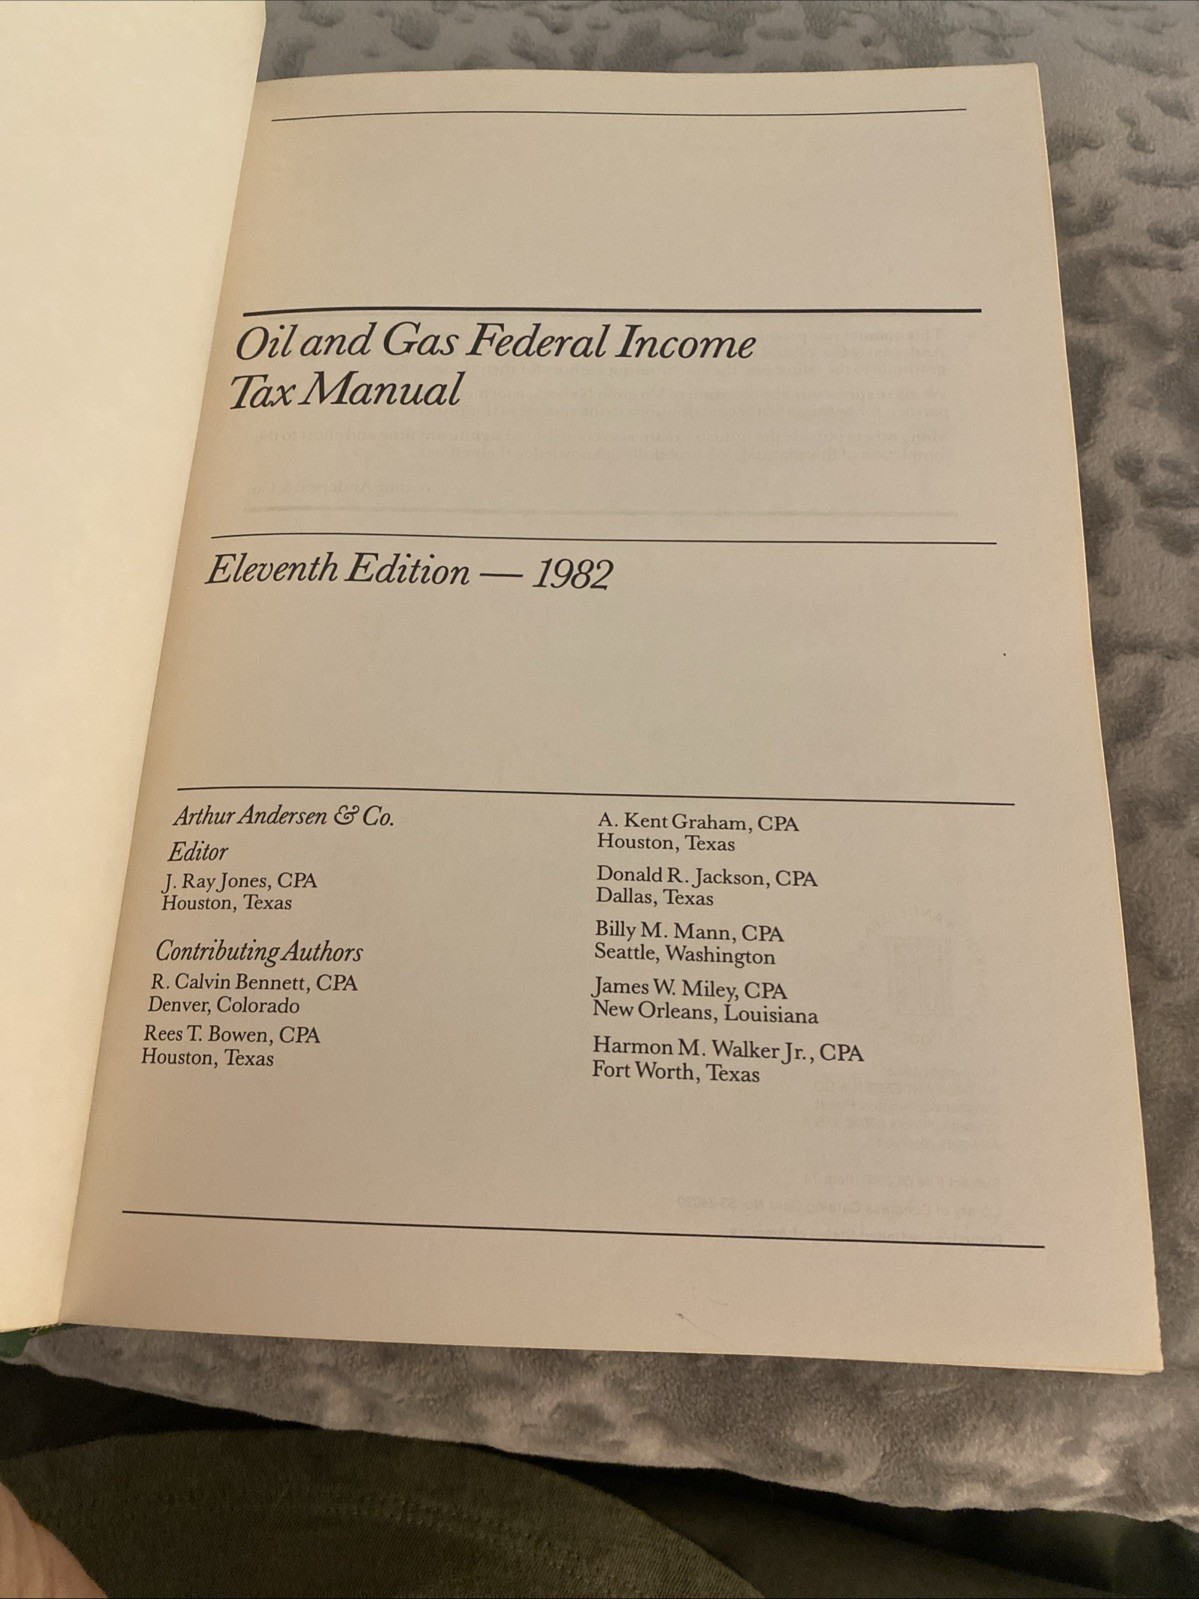 Oil and Gas Federal Income
Tax Manual
Eleventh Edition — 1982
Arthur Andersen & Co.
Editor
J. Ray Jones, CPA
Houston, Texas
Contributing Authors
R. Calvin Bennett, CPA
Denver, Colorado
Rees T. Bowen, CPA
Houston, Texas
A. Kent Graham, CPA
Houston, Texas
Donald R. Jackson, CPA
Dallas, Texas
Billy M. Mann, CPA
Seattle, Washington
James W. Miley, CPA
New Orleans, Louisiana
Harmon M. Walker Jr., CPA
Fort Worth, Texas